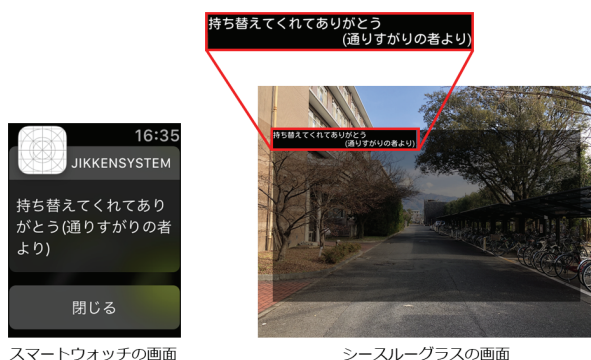 持ち替えてくれてありがとう
(通りすがりの者より)
持ち替えてくれてありがとう
(通りすがりの者より)
16:35
JIKKENSYSTEM
持ち替えてくれてあり
がとう(通りすがりの者
より)
閉じる
スマートウォッチの画面
シースルーグラスの画面